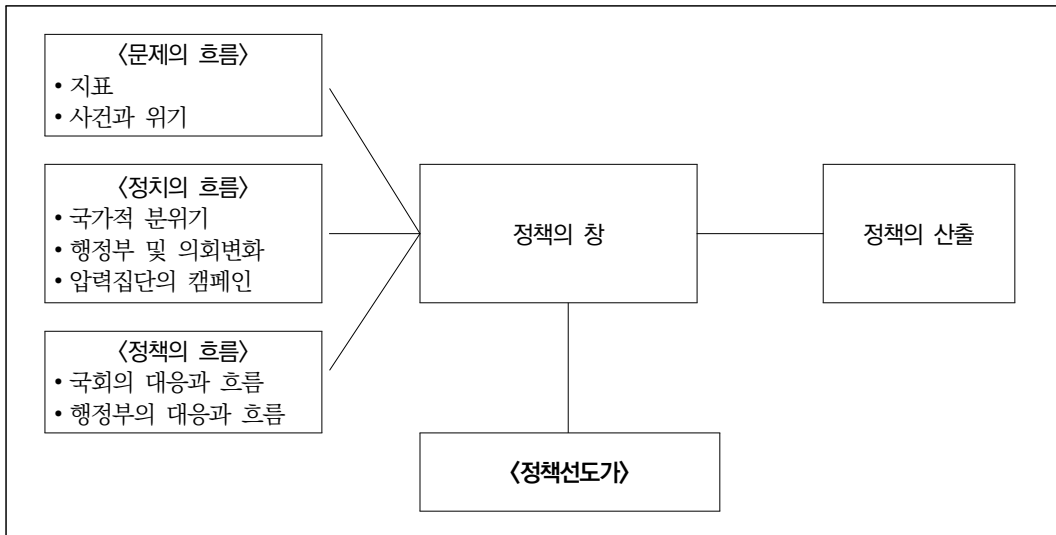 〈문제의 흐름〉
• 지표
• 사건과 위기
〈정치의 흐름〉
• 국가적 분위기
• 행정부 및 의회변화
• 압력집단의 캠페인
〈정책의 흐름〉
• 국회의 대응과 흐름
• 행정부의 대응과 흐름
정책의 창
정책의 산출
〈정책선도가〉